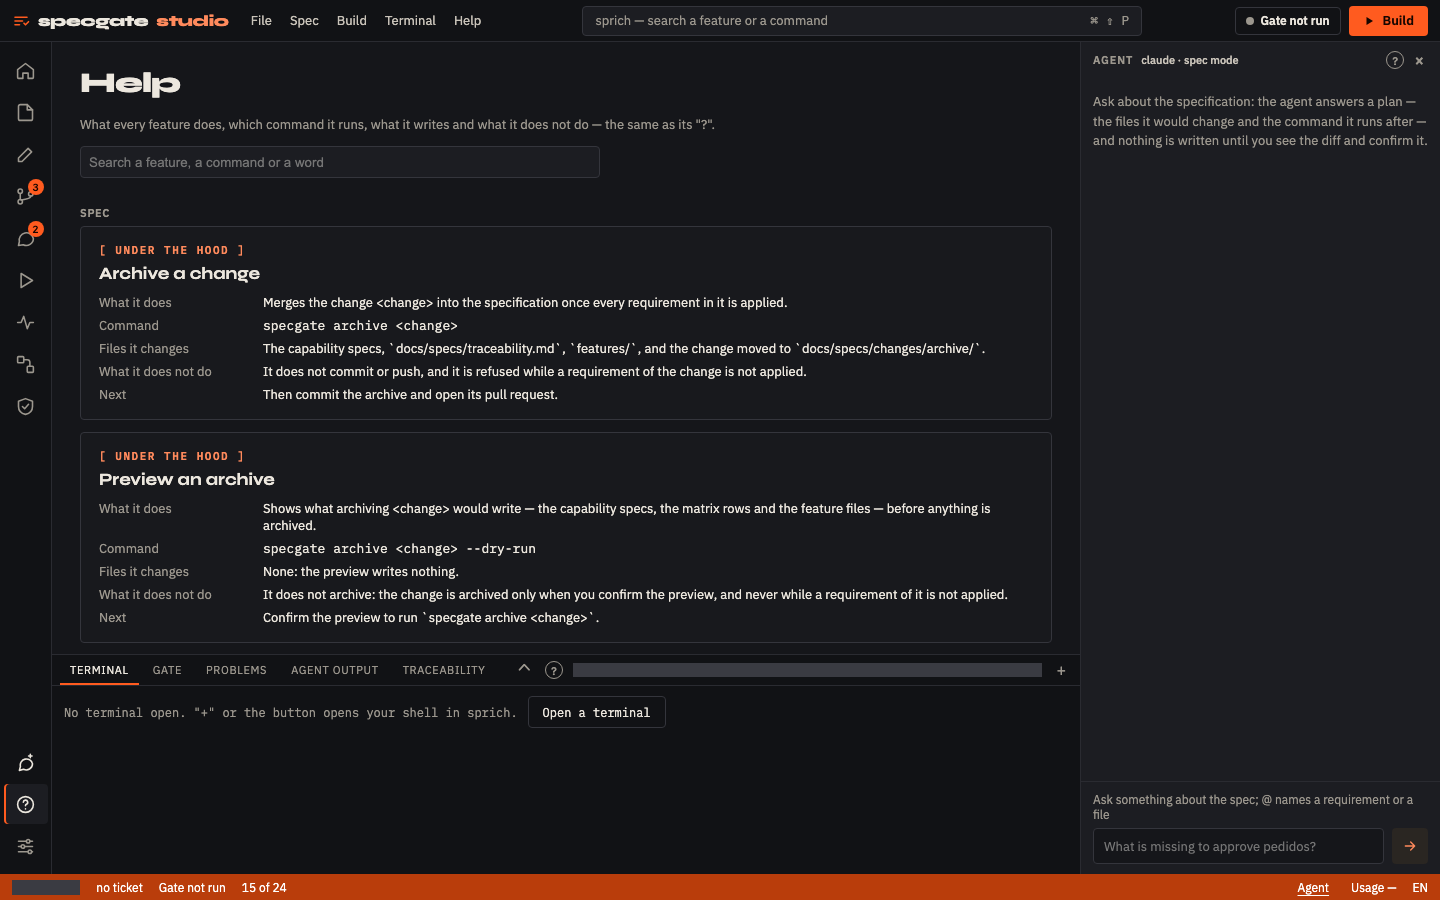 specgate studio
File Spec Build Terminal Help
sprich — search a feature or a command ⌘ ⇧ P
Gate not run
Build
3
2
Help
What every feature does, which command it runs, what it writes and what it does not do — the same as its "?".
Search a feature, a command or a word
SPEC
[ UNDER THE HOOD ]
Archive a change
What it does Merges the change <change> into the specification once every requirement in it is applied.
Command specgate archive <change>
Files it changes The capability specs, `docs/specs/traceability.md`, `features/`, and the change moved to `docs/specs/changes/archive/`.
What it does not do It does not commit or push, and it is refused while a requirement of the change is not applied.
Next Then commit the archive and open its pull request.
[ UNDER THE HOOD ]
Preview an archive
What it does Shows what archiving <change> would write — the capability specs, the matrix rows and the feature files — before anything is
archived.
Command specgate archive <change> --dry-run
Files it changes None: the preview writes nothing.
What it does not do It does not archive: the change is archived only when you confirm the preview, and never while a requirement of it is not applied.
Next Confirm the preview to run `specgate archive <change>`.
TERMINAL GATE PROBLEMS AGENT OUTPUT TRACEABILITY ? +
No terminal open. "+" or the button opens your shell in sprich. Open a terminal
AGENT claude · spec mode ? ×
Ask about the specification: the agent answers a plan —
the files it would change and the command it runs after —
and nothing is written until you see the diff and confirm it.
Ask something about the spec; @ names a requirement or a
file
What is missing to approve pedidos?
no ticket Gate not run 15 of 24
Agent Usage — EN